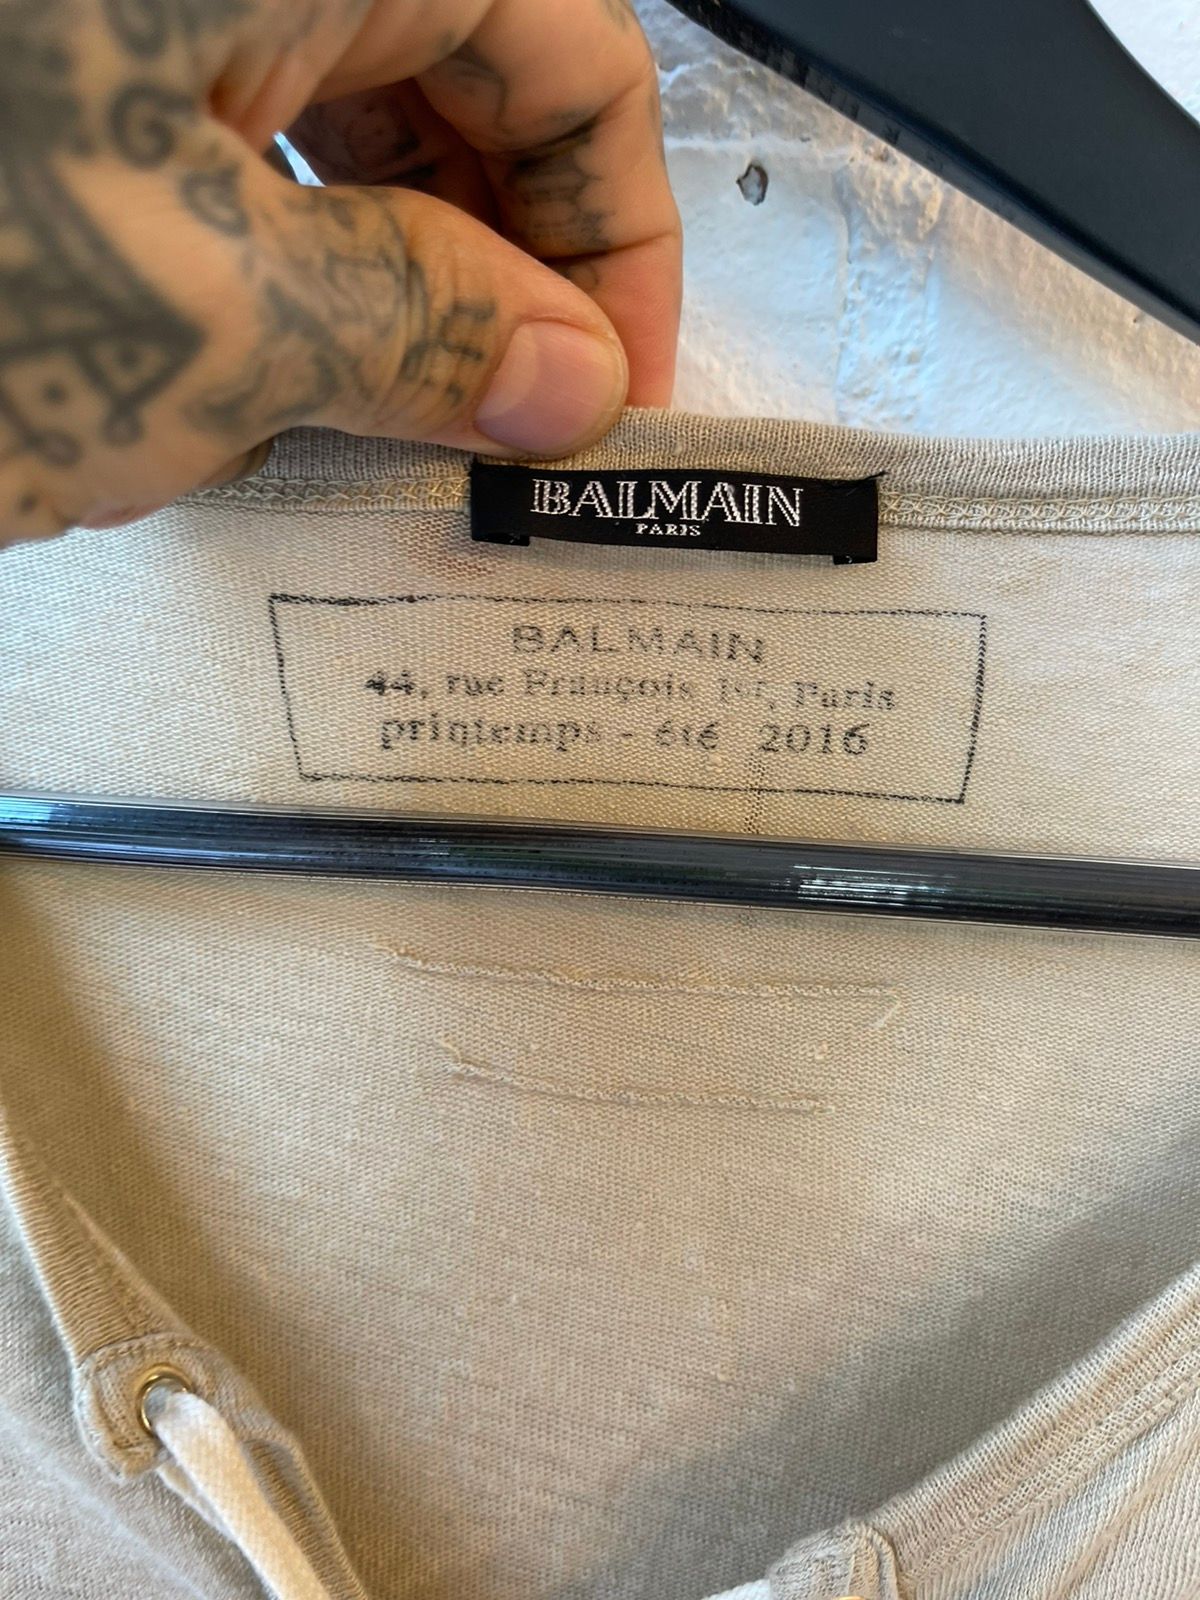 BALMAIN
PARIS
BALMAIN
44, rue François 1er, Paris
printemps - été 2016